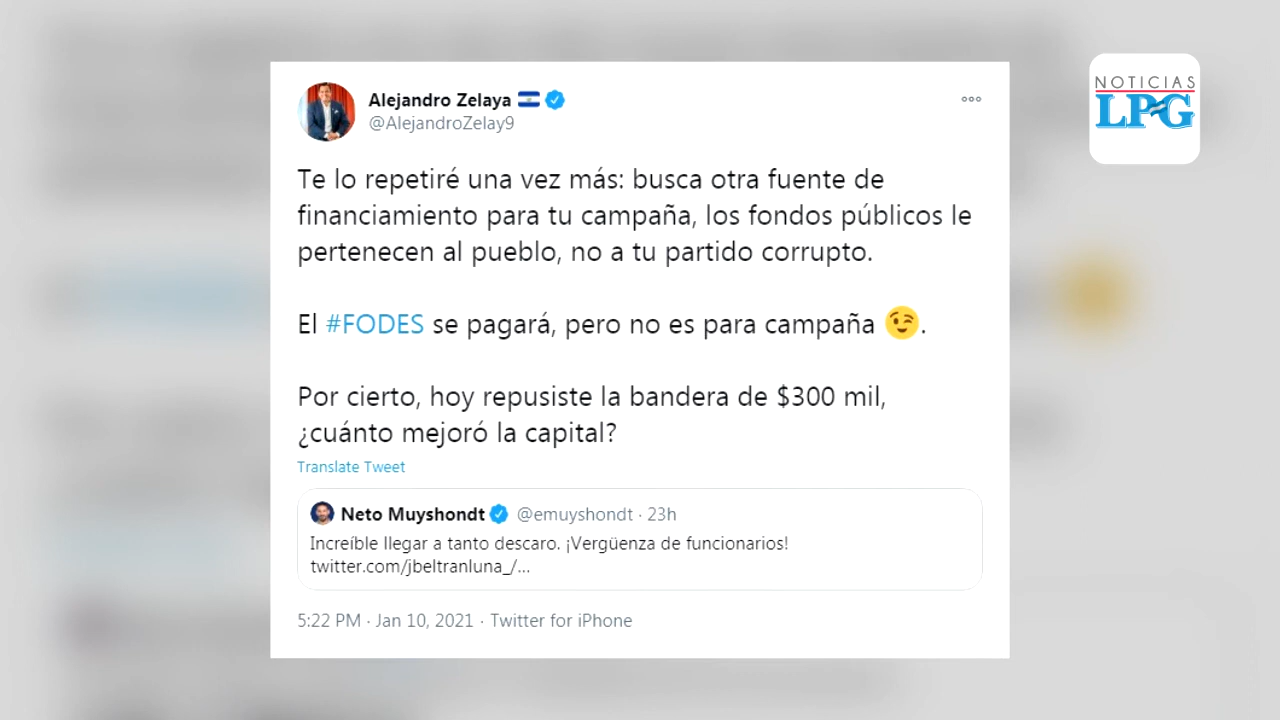 NOTICIAS
LPG
Alejandro Zelaya
@AlejandroZelay9
Te lo repetiré una vez más: busca otra fuente de
financiamiento para tu campaña, los fondos públicos le
pertenecen al pueblo, no a tu partido corrupto.
El #FODES se pagará, pero no es para campaña 😉.
Por cierto, hoy repusiste la bandera de $300 mil,
¿cuánto mejoró la capital?
Translate Tweet
Neto Muyshondt @emuyshondt · 23h
Increíble llegar a tanto descaro. ¡Vergüenza de funcionarios!
twitter.com/jbeltranluna_/...
5:22 PM · Jan 10, 2021 · Twitter for iPhone